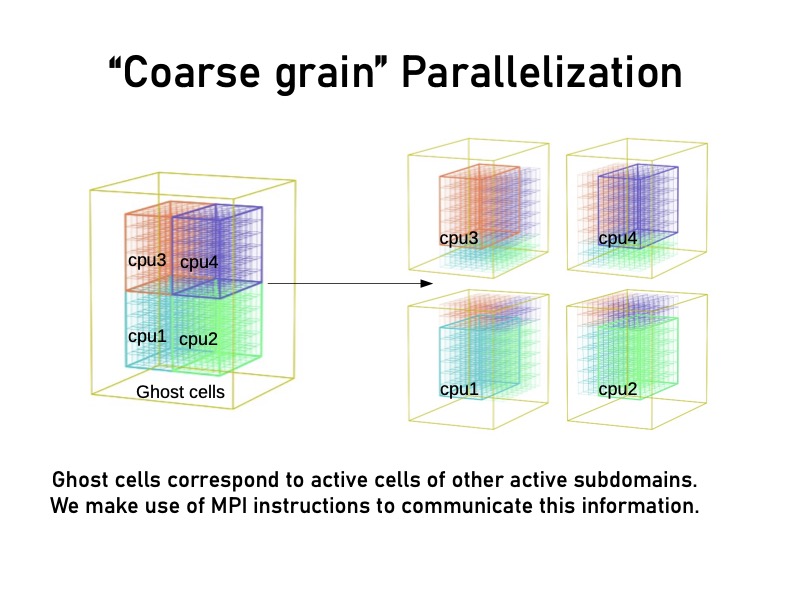 “Coarse grain” Parallelization
cpu3 cpu4
cpu1 cpu2
Ghost cells
cpu3 cpu4
cpu1 cpu2
Ghost cells correspond to active cells of other active subdomains.
We make use of MPI instructions to communicate this information.